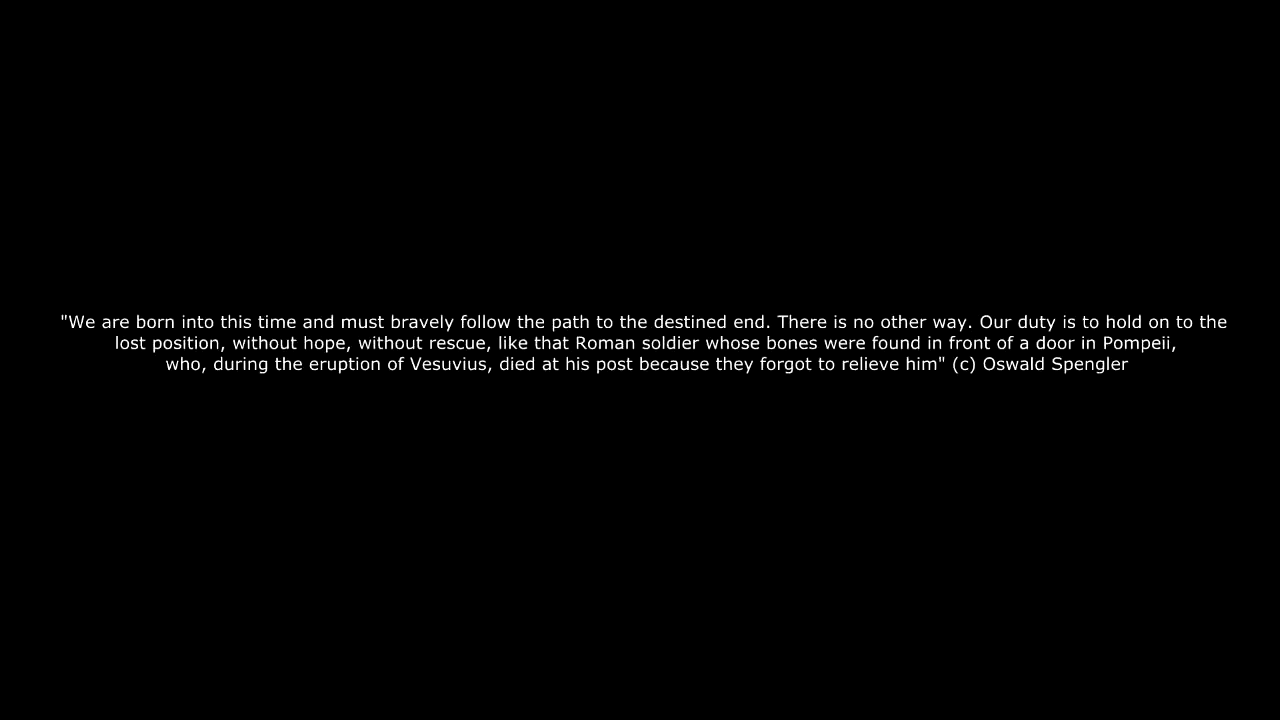 "We are born into this time and must bravely follow the path to the destined end. There is no other way. Our duty is to hold on to the
lost position, without hope, without rescue, like that Roman soldier whose bones were found in front of a door in Pompeii,
who, during the eruption of Vesuvius, died at his post because they forgot to relieve him" (c) Oswald Spengler